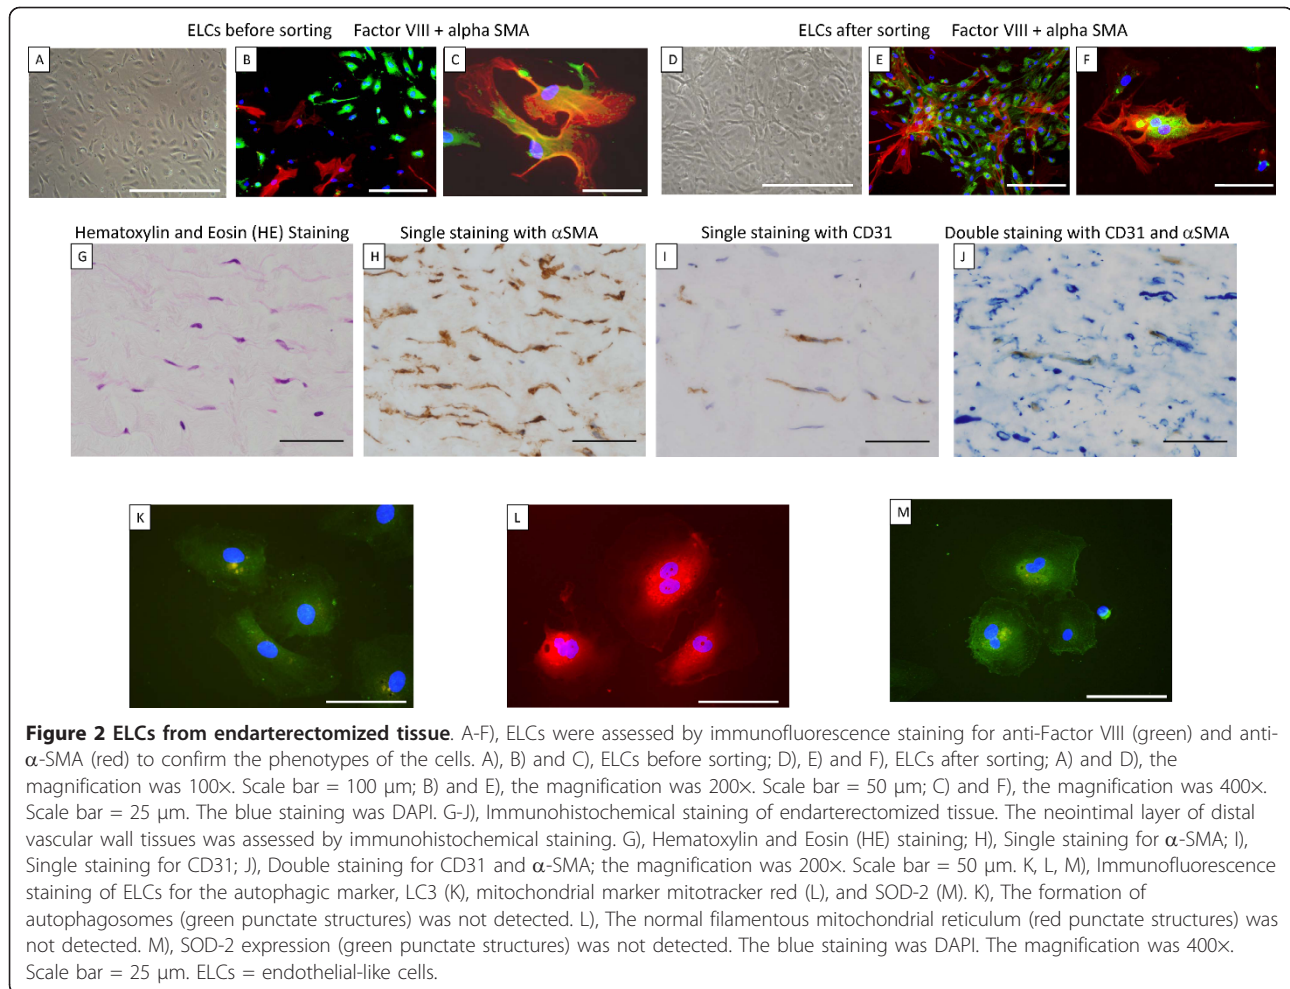 ELCs before sorting Factor VIII + alpha SMA
ELCs after sorting Factor VIII + alpha SMA
A
B
C
D
E
F
Hematoxylin and Eosin (HE) Staining
Single staining with αSMA
Single staining with CD31
Double staining with CD31 and αSMA
G
H
I
J
K
L
M
Figure 2 ELCs from endarterectomized tissue. A-F), ELCs were assessed by immunofluorescence staining for anti-Factor VIII (green) and anti-
α-SMA (red) to confirm the phenotypes of the cells. A), B) and C), ELCs before sorting; D), E) and F), ELCs after sorting; A) and D), the
magnification was 100×. Scale bar = 100 μm; B) and E), the magnification was 200×. Scale bar = 50 μm; C) and F), the magnification was 400×.
Scale bar = 25 μm. The blue staining was DAPI. G-J), Immunohistochemical staining of endarterectomized tissue. The neointimal layer of distal
vascular wall tissues was assessed by immunohistochemical staining. G), Hematoxylin and Eosin (HE) staining; H), Single staining for α-SMA; I),
Single staining for CD31; J), Double staining for CD31 and α-SMA; the magnification was 200×. Scale bar = 50 μm. K, L, M), Immunofluorescence
staining of ELCs for the autophagic marker, LC3 (K), mitochondrial marker mitotracker red (L), and SOD-2 (M). K), The formation of
autophagosomes (green punctate structures) was not detected. L), The normal filamentous mitochondrial reticulum (red punctate structures) was
not detected. M), SOD-2 expression (green punctate structures) was not detected. The blue staining was DAPI. The magnification was 400×.
Scale bar = 25 μm. ELCs = endothelial-like cells.